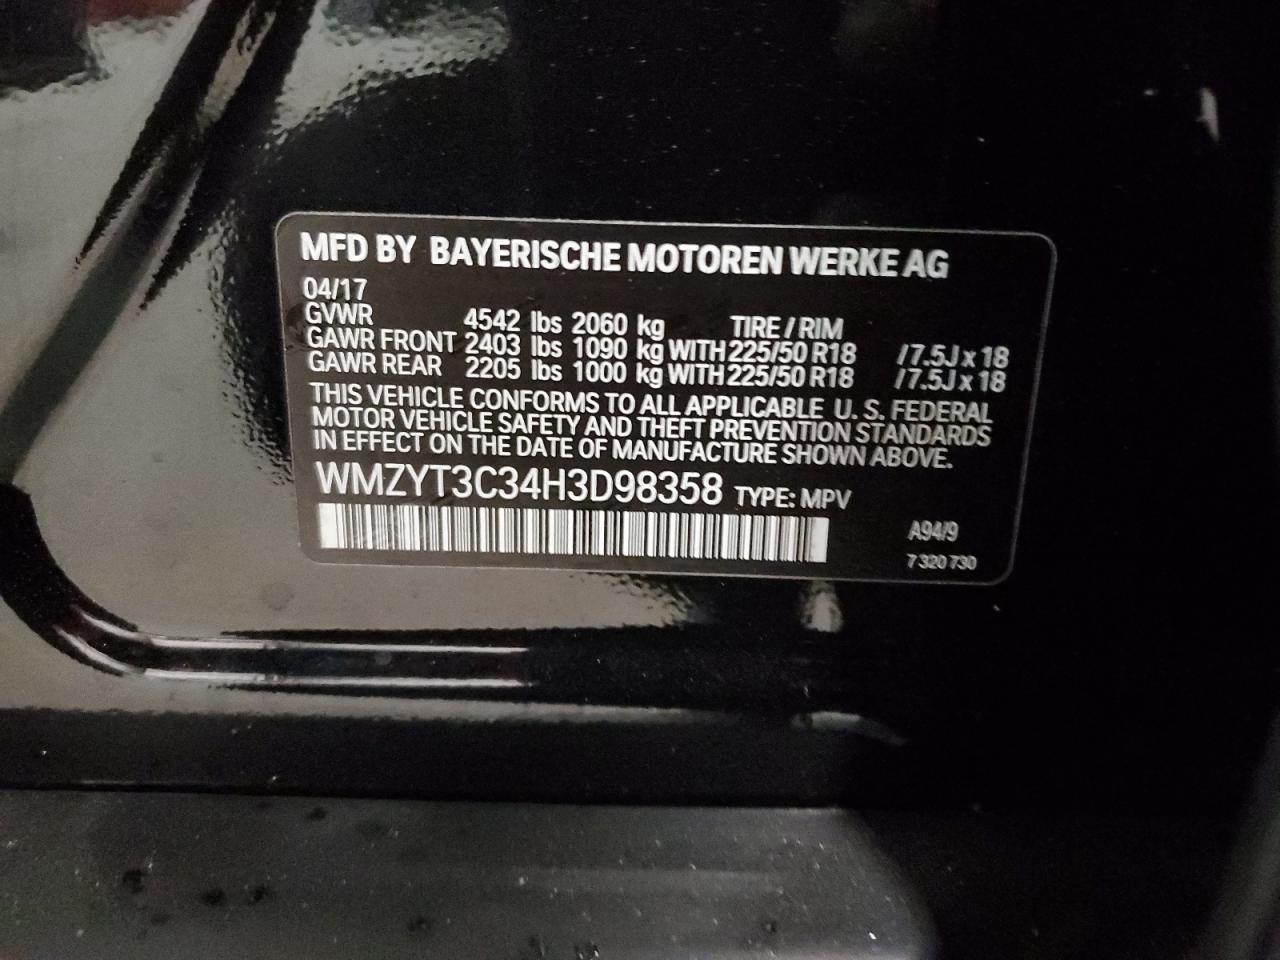 MFD BY BAYERISCHE MOTOREN WERKE AG
04/17
GVWR 4542 lbs 2060 kg TIRE / RIM
GAWR FRONT 2403 lbs 1090 kg WITH 225/50 R18 /7.5J x 18
GAWR REAR 2205 lbs 1000 kg WITH 225/50 R18 /7.5J x 18
THIS VEHICLE CONFORMS TO ALL APPLICABLE U. S. FEDERAL
MOTOR VEHICLE SAFETY AND THEFT PREVENTION STANDARDS
IN EFFECT ON THE DATE OF MANUFACTURE SHOWN ABOVE.
WMZYT3C34H3D98358 TYPE: MPV
A94/9
7 320 730